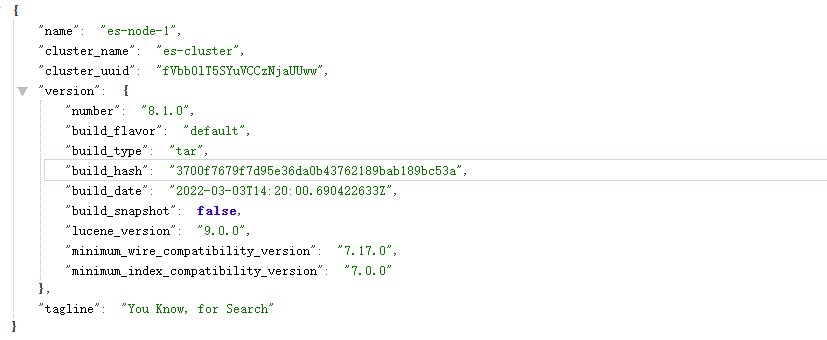 {
"name": "es-node-1",
"cluster_name": "es-cluster",
"cluster_uuid": "fVbbOlT5SYuVCCzNjaUUww",
"version": {
"number": "8.1.0",
"build_flavor": "default",
"build_type": "tar",
"build_hash": "3700f7679f7d95e36da0b43762189bab189bc53a",
"build_date": "2022-03-03T14:20:00.690422633Z",
"build_snapshot": false,
"lucene_version": "9.0.0",
"minimum_wire_compatibility_version": "7.17.0",
"minimum_index_compatibility_version": "7.0.0"
},
"tagline": "You Know, for Search"
}